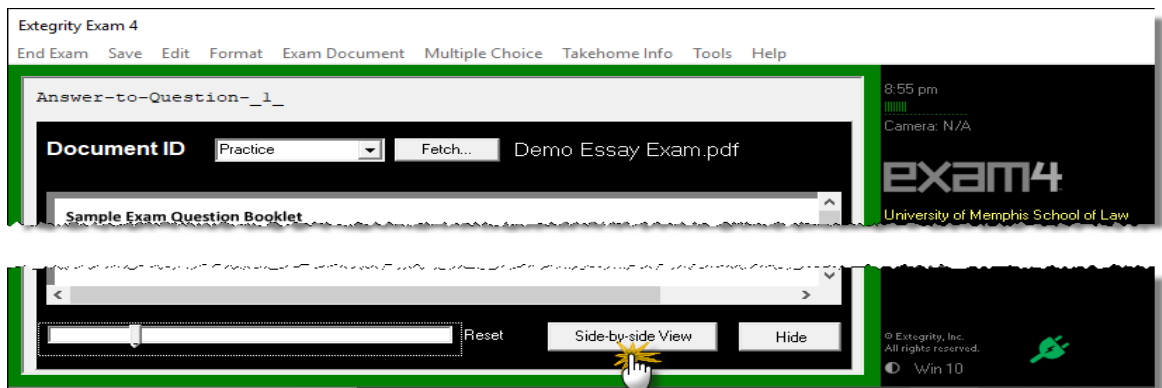 Extegrity Exam 4
End Exam Save Edit Format Exam Document Multiple Choice Takehome Info Tools Help
Answer-to-Question-_1_
8:55 pm
Camera: N/A
Document ID Practice Fetch... Demo Essay Exam.pdf
exam4
Sample Exam Question Booklet
University of Memphis School of Law
Reset Side-by-side View Hide
© Extegrity, Inc.
All rights reserved.
Win 10